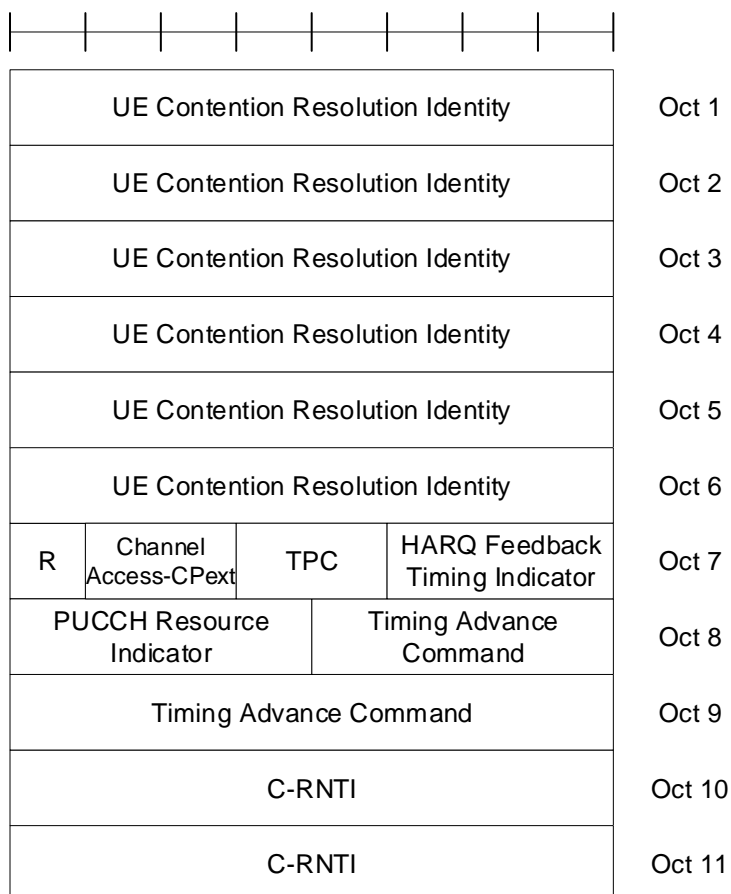 UE Contention Resolution Identity Oct 1
UE Contention Resolution Identity Oct 2
UE Contention Resolution Identity Oct 3
UE Contention Resolution Identity Oct 4
UE Contention Resolution Identity Oct 5
UE Contention Resolution Identity Oct 6
R
Channel
Access-CPext
TPC
HARQ Feedback
Timing Indicator
Oct 7
PUCCH Resource
Indicator
Timing Advance
Command
Oct 8
Timing Advance Command Oct 9
C-RNTI Oct 10
C-RNTI Oct 11